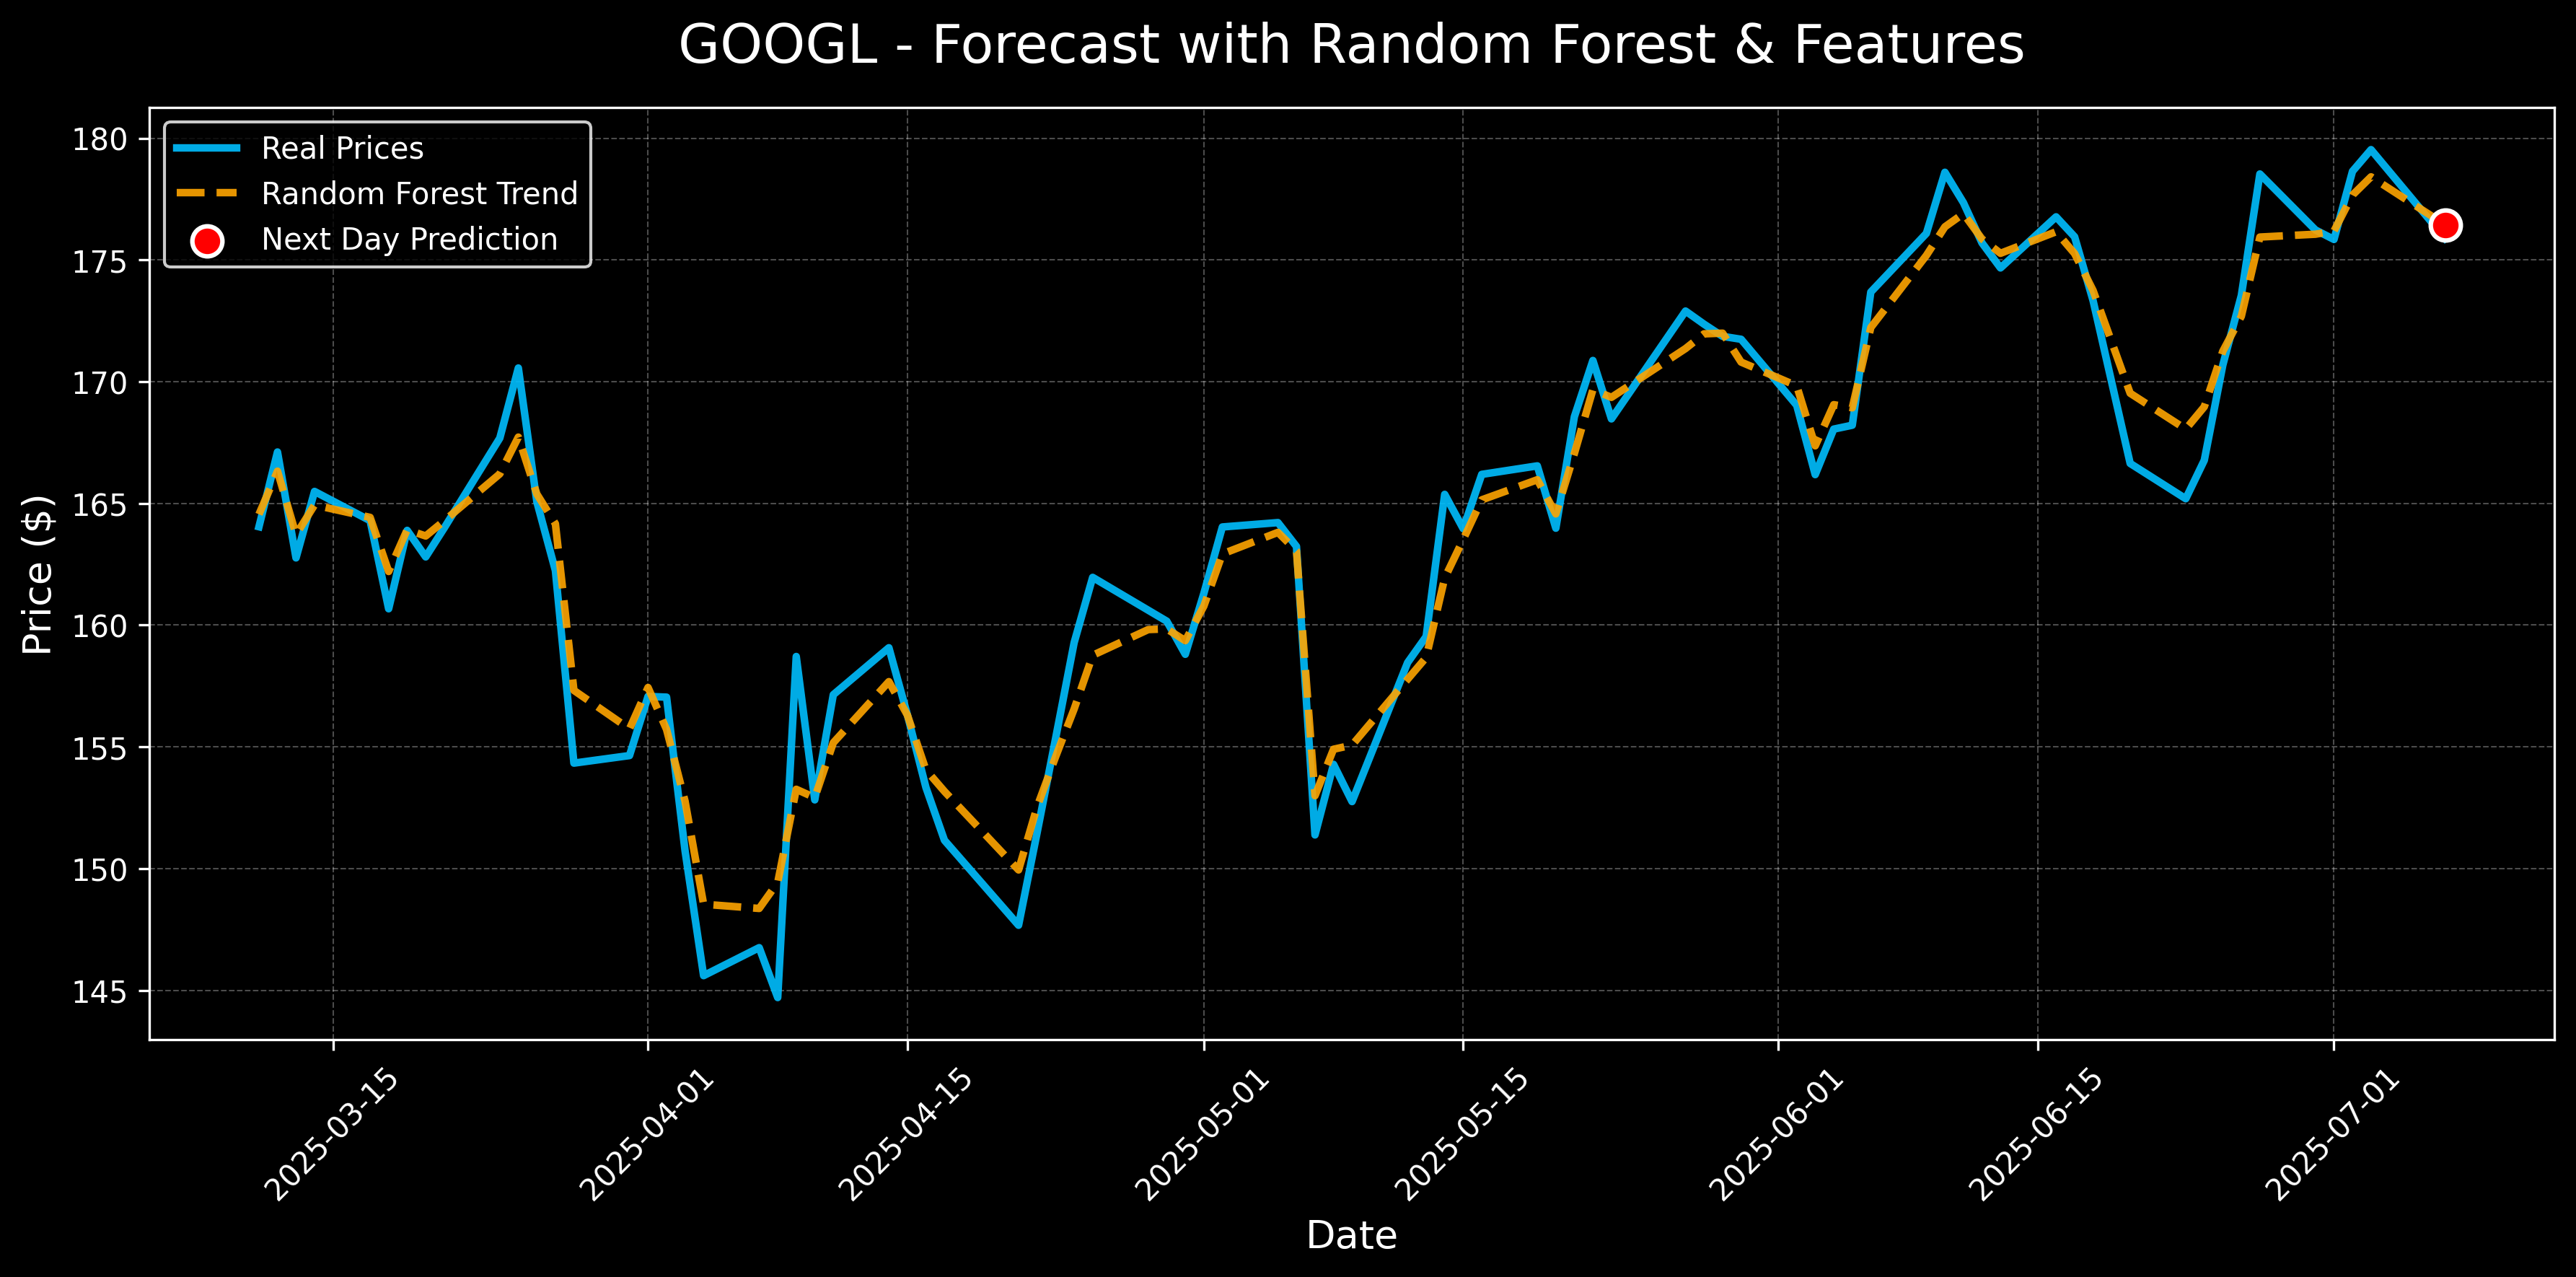 GOOGL - Forecast with Random Forest & Features
Real Prices
Random Forest Trend
Next Day Prediction
Price ($)
180
175
170
165
160
155
150
145
2025-03-15
2025-04-01
2025-04-15
2025-05-01
2025-05-15
2025-06-01
2025-06-15
2025-07-01
Date